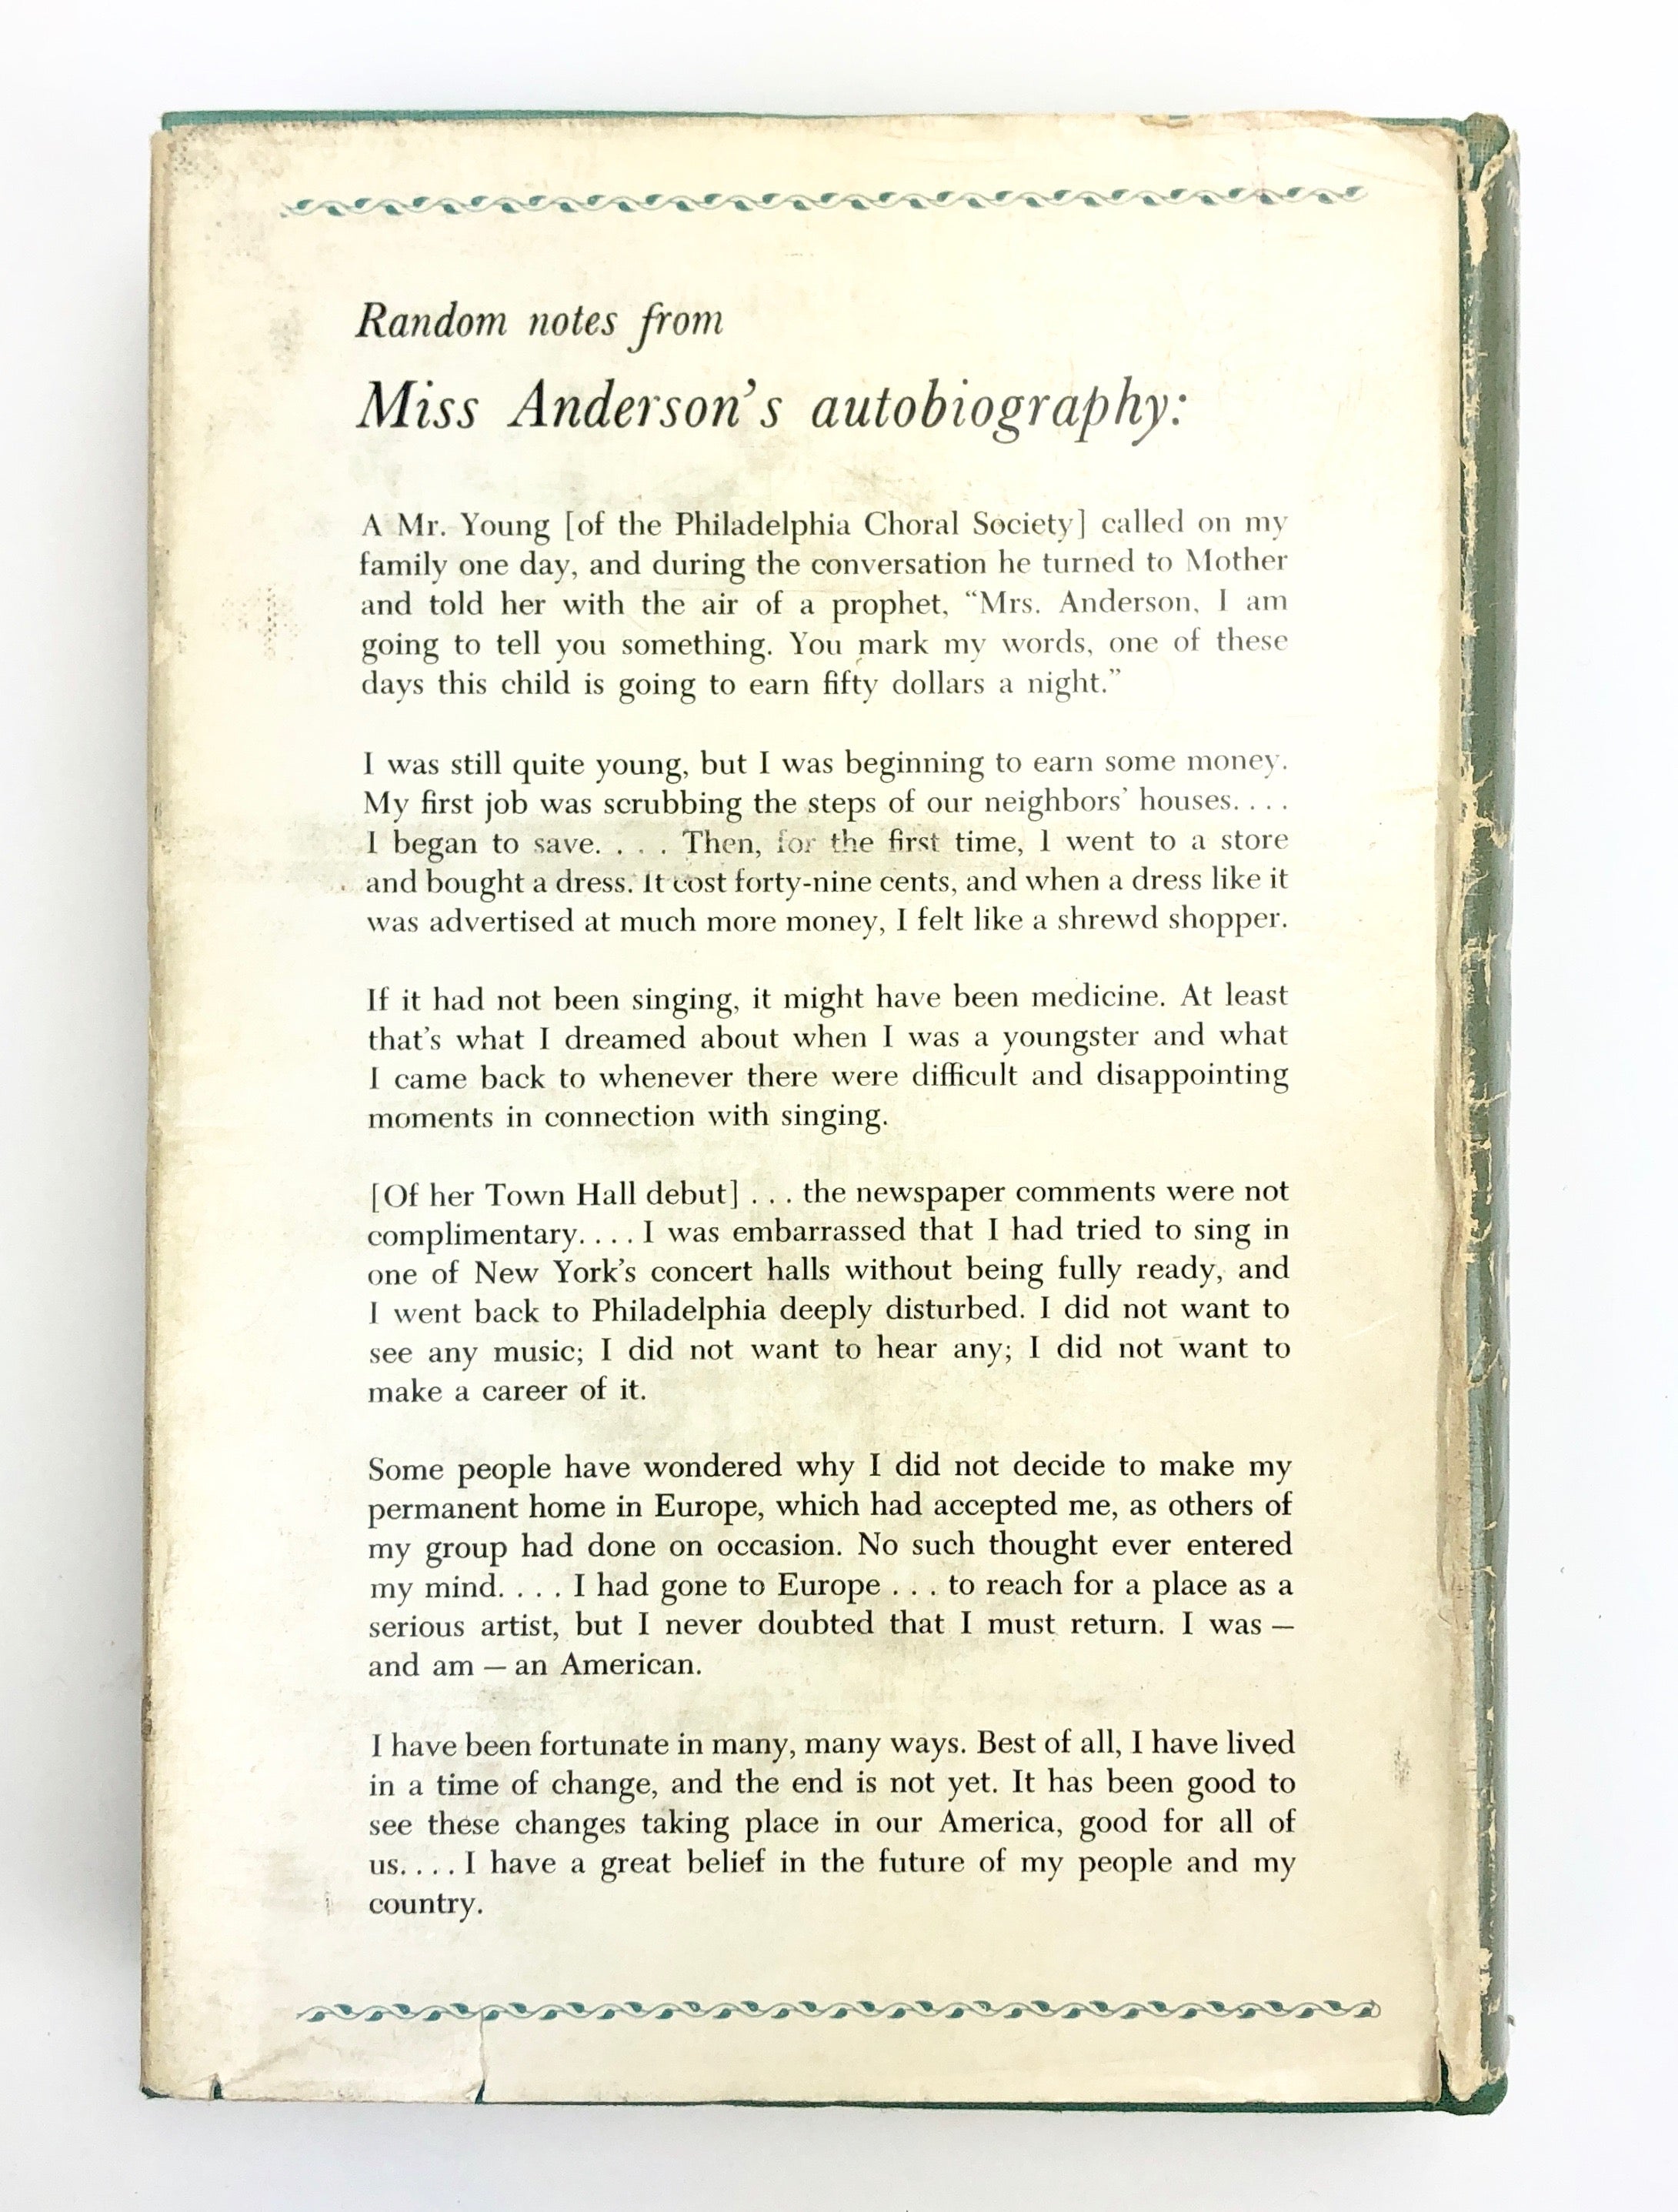 Random notes from
Miss Anderson's autobiography:
A Mr. Young [of the Philadelphia Choral Society] called on my
family one day, and during the conversation he turned to Mother
and told her with the air of a prophet, “Mrs. Anderson, I am
going to tell you something. You mark my words, one of these
days this child is going to earn fifty dollars a night.”
I was still quite young, but I was beginning to earn some money.
My first job was scrubbing the steps of our neighbors’ houses. . . .
I began to save. . . . Then, for the first time, I went to a store
and bought a dress. It cost forty-nine cents, and when a dress like it
was advertised at much more money, I felt like a shrewd shopper.
If it had not been singing, it might have been medicine. At least
that’s what I dreamed about when I was a youngster and what
I came back to whenever there were difficult and disappointing
moments in connection with singing.
[Of her Town Hall debut] . . . the newspaper comments were not
complimentary. . . . I was embarrassed that I had tried to sing in
one of New York’s concert halls without being fully ready, and
I went back to Philadelphia deeply disturbed. I did not want to
see any music; I did not want to hear any; I did not want to
make a career of it.
Some people have wondered why I did not decide to make my
permanent home in Europe, which had accepted me, as others of
my group had done on occasion. No such thought ever entered
my mind. . . . I had gone to Europe . . . to reach for a place as a
serious artist, but I never doubted that I must return. I was —
and am — an American.
I have been fortunate in many, many ways. Best of all, I have lived
in a time of change, and the end is not yet. It has been good to
see these changes taking place in our America, good for all of
us. . . . I have a great belief in the future of my people and my
country.